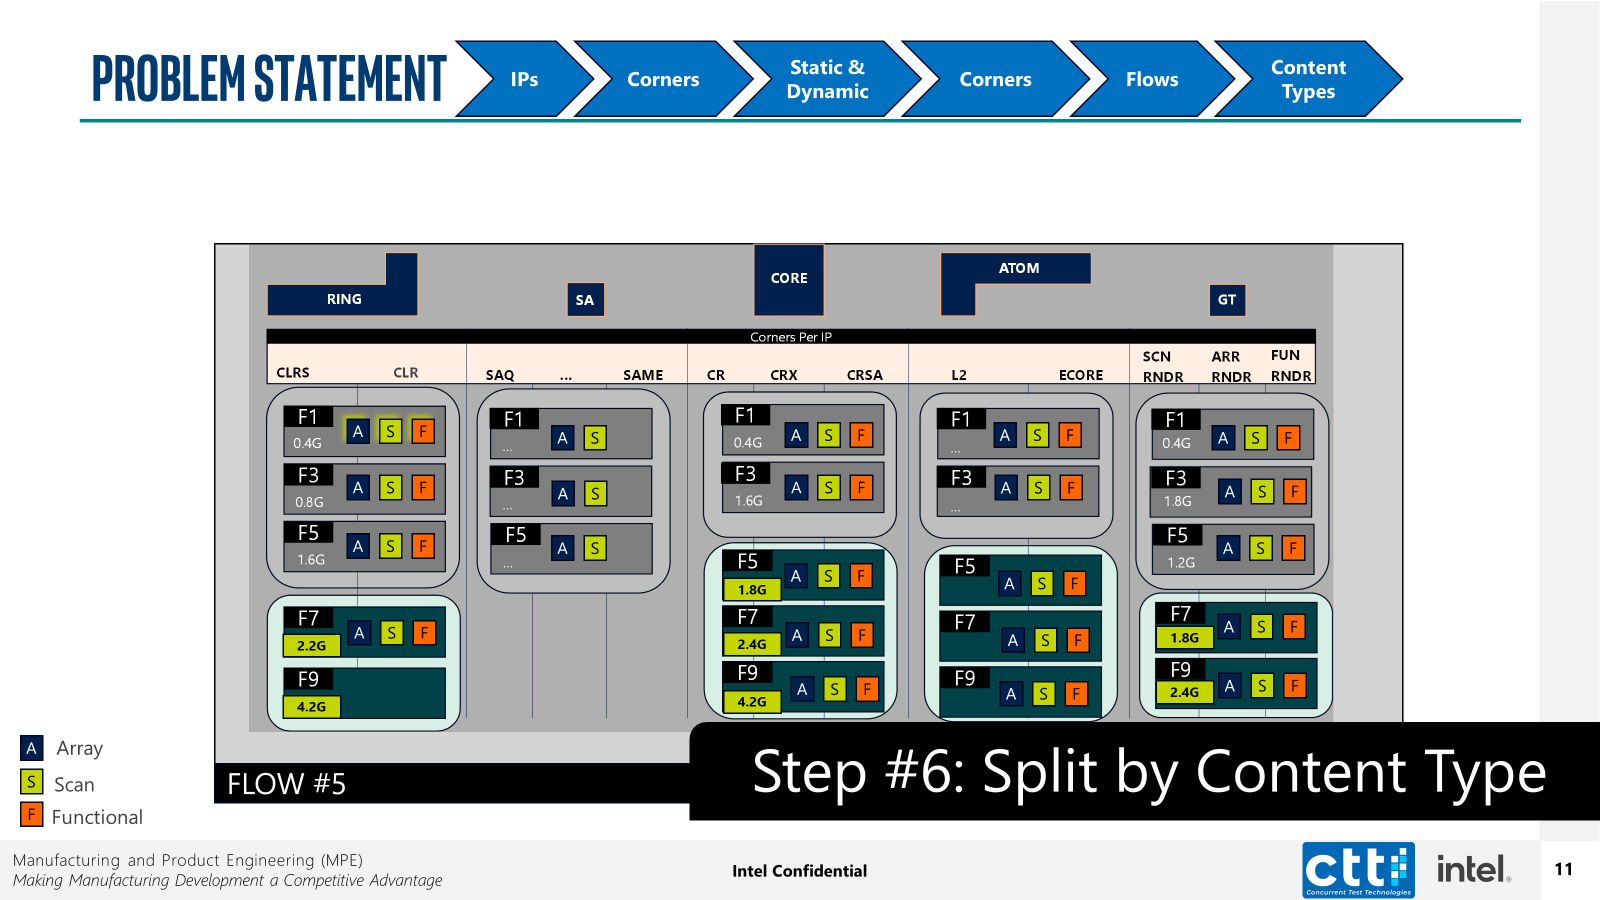 PROBLEM STATEMENT
IPs
Corners
Static &
Dynamic
Corners
Flows
Content
Types
RING
SA
CORE
ATOM
GT
Corners Per IP
CLRS CLR
SAQ ... SAME
CR CRX CRSA
L2 ECORE
SCN ARR FUN
RNDR RNDR RNDR
F1
0.4G
A S F
F3
0.8G
A S F
F5
1.6G
A S F
F7
2.2G
A S F
F9
4.2G
F1
...
A S
F3
...
A S
F5
...
A S
F1
0.4G
A S F
F3
1.6G
A S F
F5
1.8G
A S F
F7
2.4G
A S F
F9
4.2G
A S F
F1
...
A S F
F3
...
A S F
F5
A S F
F7
A S F
F9
A S F
F1
0.4G
A S F
F3
1.8G
A S F
F5
1.2G
A S F
F7
1.8G
A S F
F9
2.4G
A S F
A Array
S Scan
F Functional
FLOW #5
Step #6: Split by Content Type
Manufacturing and Product Engineering (MPE)
Making Manufacturing Development a Competitive Advantage
Intel Confidential
ctt
Concurrent Test Technologies
intel.
11